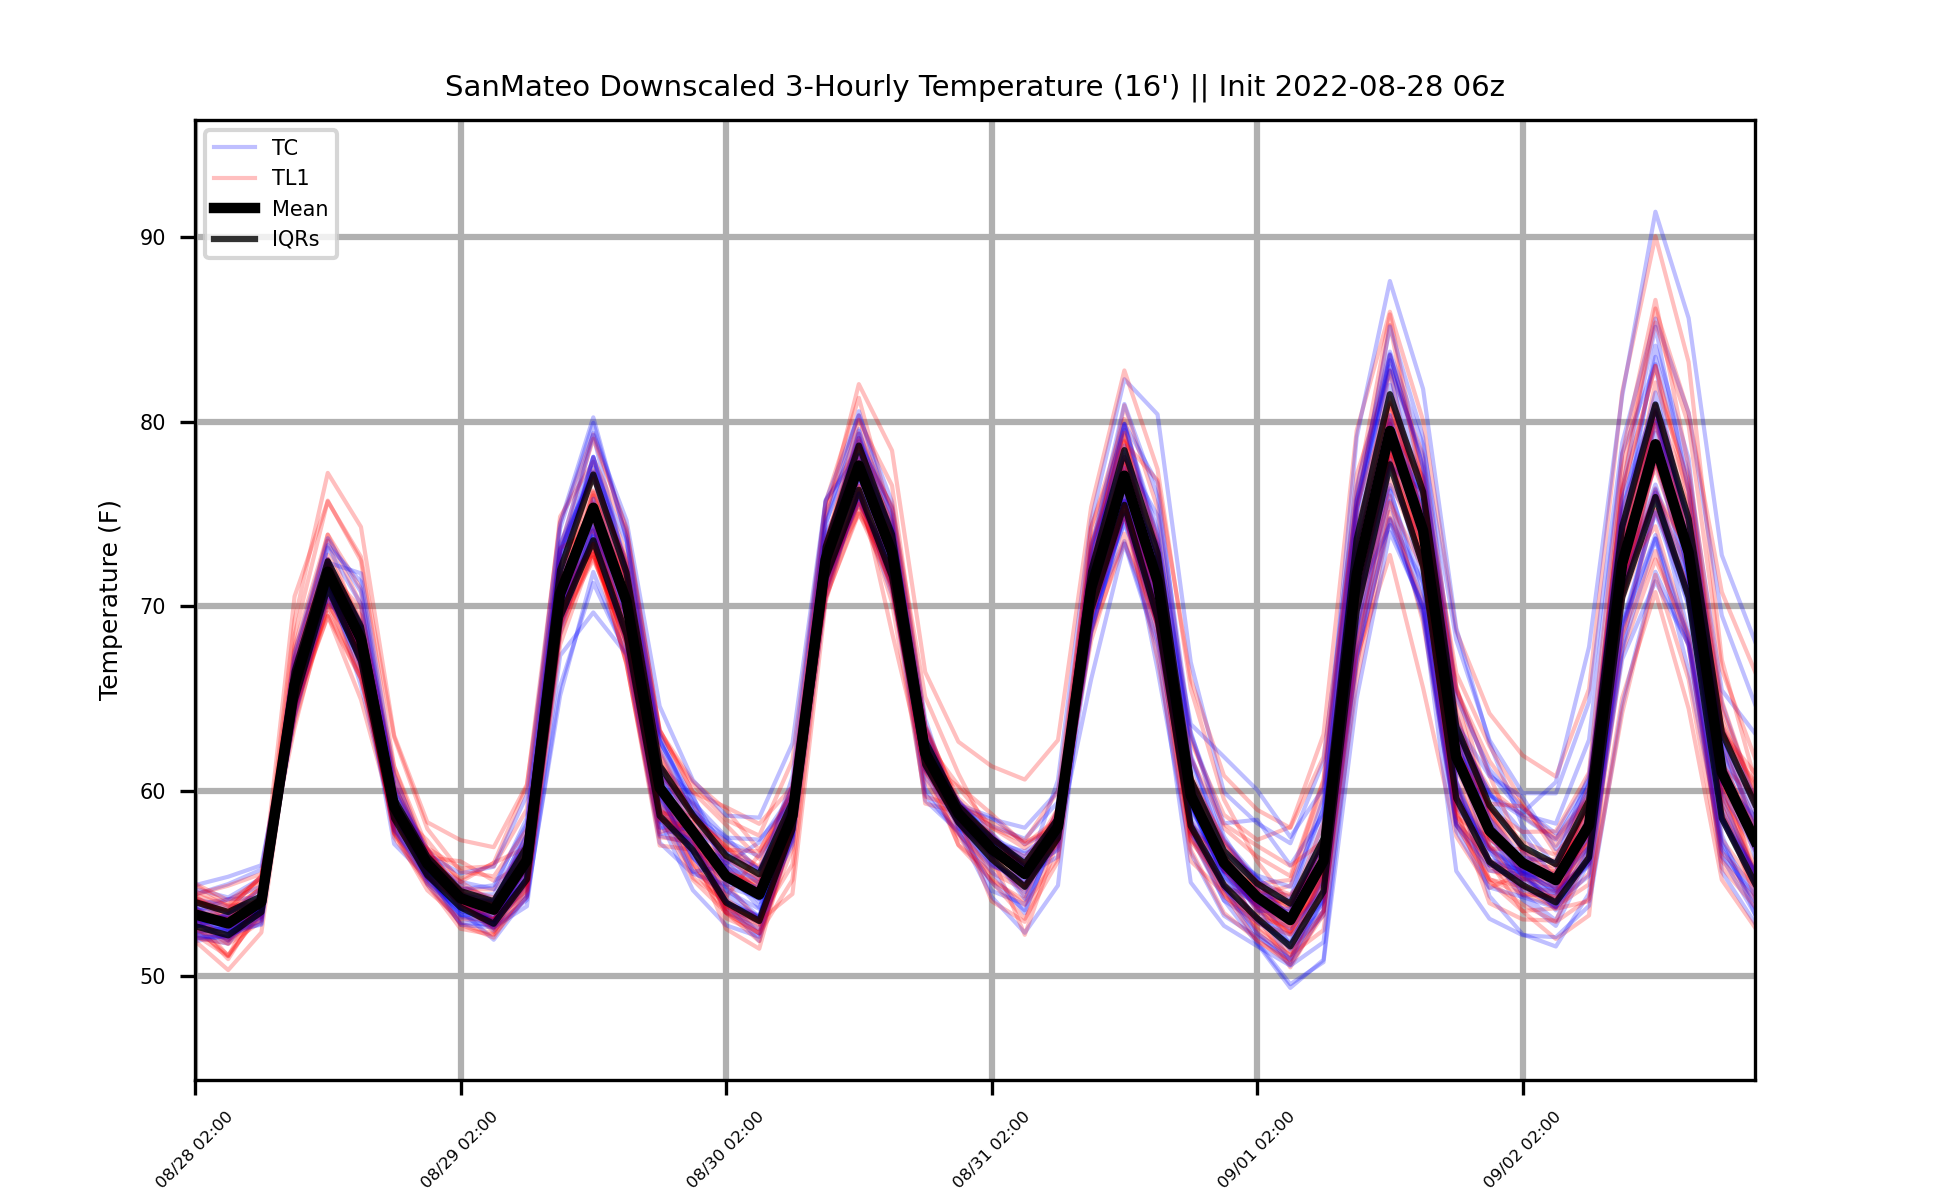 SanMateo Downscaled 3-Hourly Temperature (16') || Init 2022-08-28 06z
TC
TL1
Mean
IQRs
Temperature (F)
90
80
70
60
50
08/28 02:00
08/29 02:00
08/30 02:00
08/31 02:00
09/01 02:00
09/02 02:00